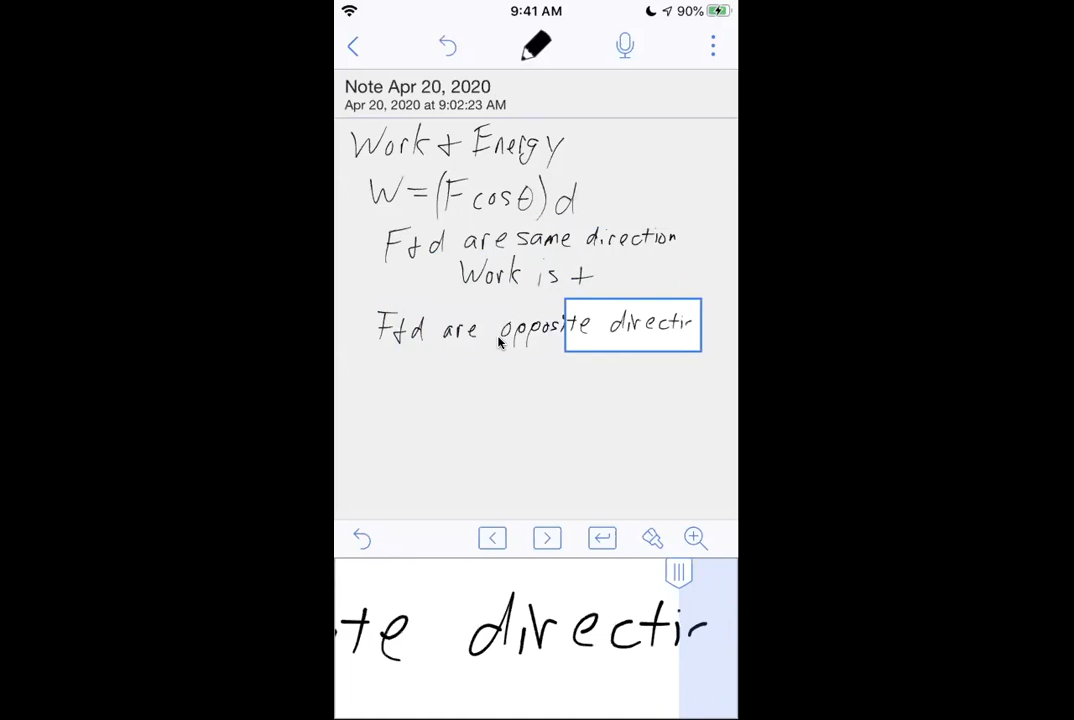 9:41 AM 90%
Note Apr 20, 2020
Apr 20, 2020 at 9:02:23 AM
Work + Energy
W = (F cos θ) d
F+d are same direction
Work is +
F+d are opposite directi
te directi